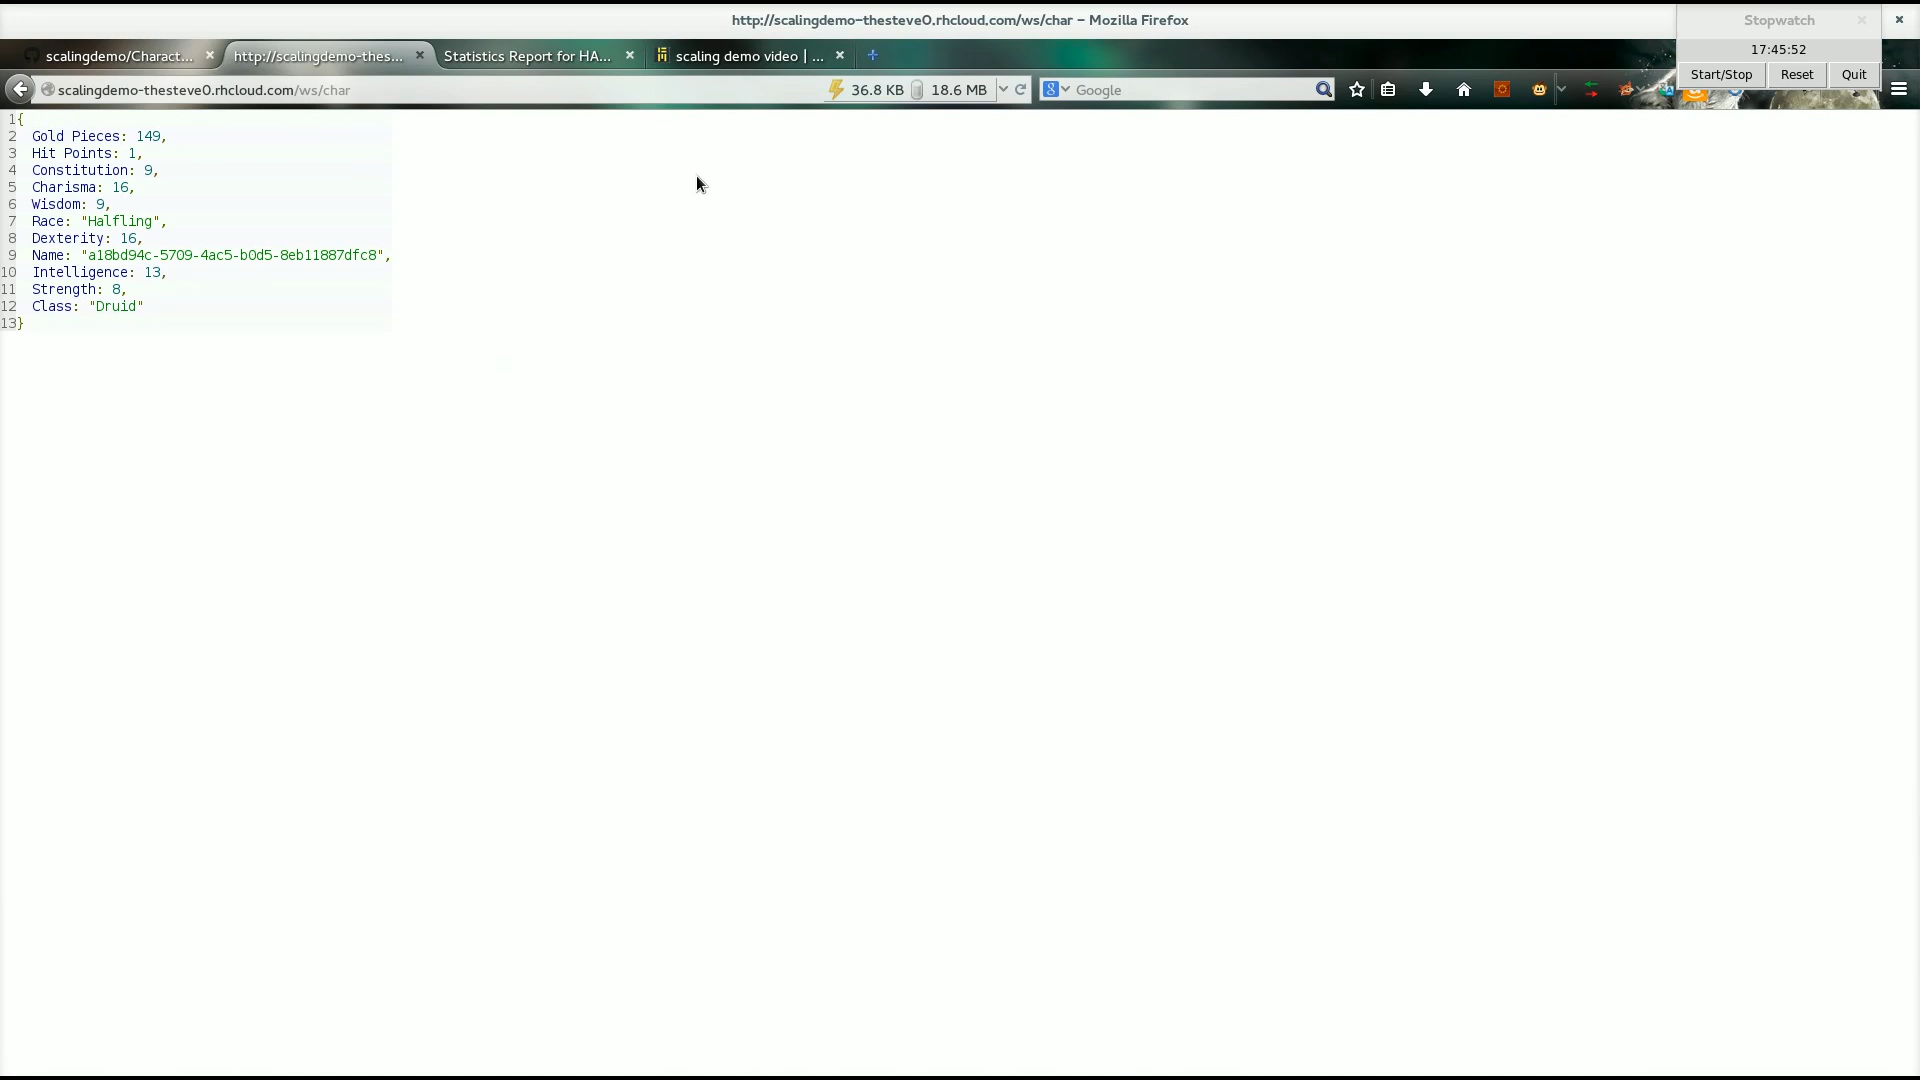 http://scalingdemo-thesteve0.rhcloud.com/ws/char - Mozilla Firefox
Stopwatch
17:45:52
Start/Stop Reset Quit
scalingdemo/Charact...
http://scalingdemo-thes...
Statistics Report for HA...
scaling demo video | ...
scalingdemo-thesteve0.rhcloud.com/ws/char
36.8 KB 18.6 MB
Google
1{
2 Gold Pieces: 149,
3 Hit Points: 1,
4 Constitution: 9,
5 Charisma: 16,
6 Wisdom: 9,
7 Race: "Halfling",
8 Dexterity: 16,
9 Name: "a18bd94c-5709-4ac5-b0d5-8eb11887dfc8",
10 Intelligence: 13,
11 Strength: 8,
12 Class: "Druid"
13}